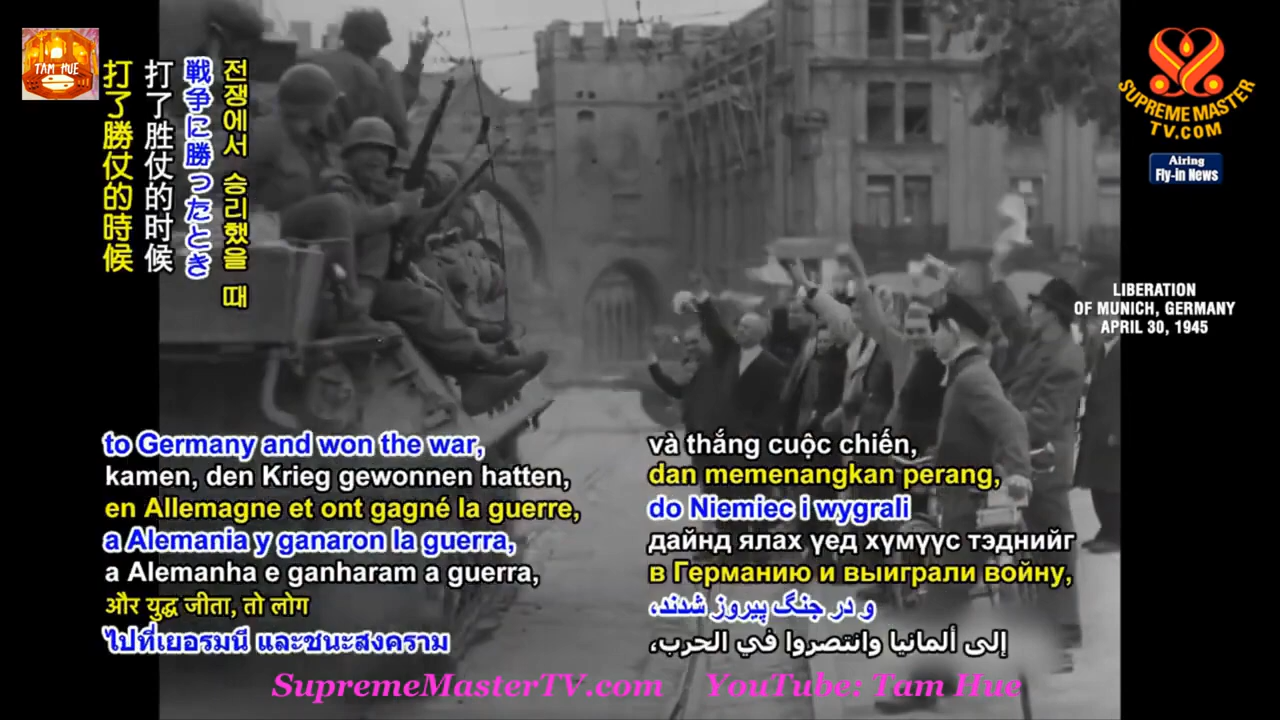 TAM HUE
打了勝仗的時候
打了胜仗的时候
戦争に勝ったとき
전쟁에서 승리했을 때
SUPREME MASTER
TV.COM
Airing
Fly-in News
LIBERATION
OF MUNICH, GERMANY
APRIL 30, 1945
to Germany and won the war,
kamen, den Krieg gewonnen hatten,
en Allemagne et ont gagné la guerre,
a Alemania y ganaron la guerra,
a Alemanha e ganharam a guerra,
और युद्ध जीता, तो लोग
ไปที่เยอรมนี และชนะสงคราม
và thắng cuộc chiến,
dan memenangkan perang,
do Niemiec i wygrali
дайнд ялах үед хүмүүс тэднийг
в Германию и выиграли войну,
و در جنگ پیروز شدند،
إلى ألمانيا وانتصروا في الحرب،
SupremeMasterTV.com YouTube: Tam Hue